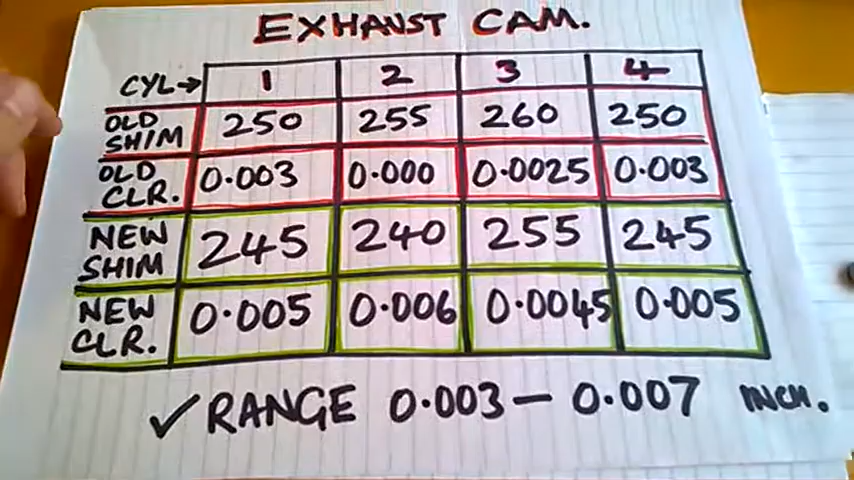 EXHAUST CAM.
CYL→ 1 2 3 4
OLD SHIM 250 255 260 250
OLD CLR. 0.003 0.000 0.0025 0.003
NEW SHIM 245 240 255 245
NEW CLR. 0.005 0.006 0.0045 0.005
✓ RANGE 0.003 — 0.007 INCH.